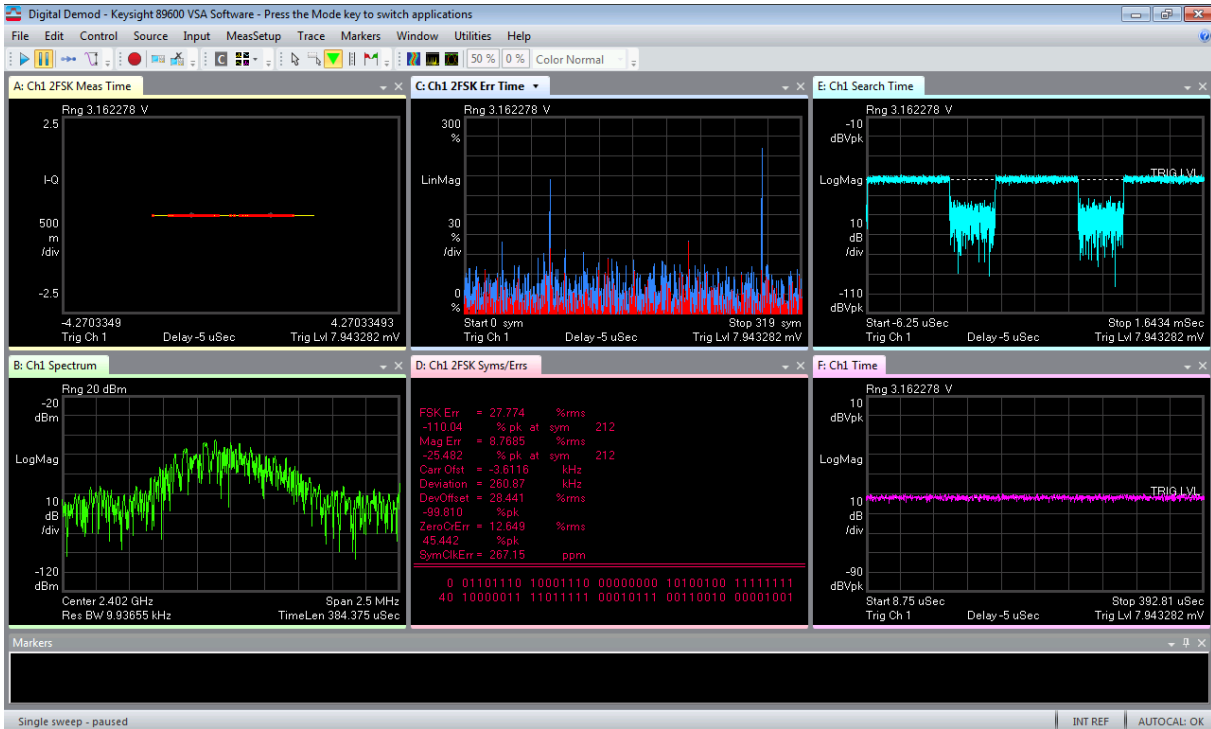 Digital Demod - Keysight 89600 VSA Software - Press the Mode key to switch applications
File Edit Control Source Input MeasSetup Trace Markers Window Utilities Help
50 % 0 % Color Normal
A: Ch1 2FSK Meas Time
Rng 3.162278 V
2.5
I-Q
500
m
/div
-2.5
-4.27033349 4.27033493
Trig Ch 1 Delay -5 uSec Trig Lvl 7.943282 mV
C: Ch1 2FSK Err Time
Rng 3.162278 V
300
%
LinMag
30
%
/div
0
%
Start 0 sym Stop 319 sym
Trig Ch 1 Delay -5 uSec Trig Lvl 7.943282 mV
E: Ch1 Search Time
Rng 3.162278 V
-10
dBVpk
LogMag
TRIG LVL
10
dB
/div
-110
dBVpk
Start -6.25 uSec Stop 1.6434 mSec
Trig Ch 1 Delay -5 uSec Trig Lvl 7.943282 mV
B: Ch1 Spectrum
Rng 20 dBm
-20
dBm
LogMag
10
dB
/div
-120
dBm
Center 2.402 GHz Span 2.5 MHz
Res BW 9.93655 kHz TimeLen 384.375 uSec
D: Ch1 2FSK Syms/Errs
FSK Err = 27.774 %rms
-110.04 % pk at sym 212
Mag Err = 8.7685 %rms
-25.482 % pk at sym 212
Carr Ofst = -3.6116 kHz
Deviation = 260.87 kHz
DevOffset = 28.441 %rms
-99.810 %pk
ZeroCrErr = 12.649 %rms
45.442 %pk
SymClkErr = 267.15 ppm
0 01101110 10001110 00000000 10100100 11111111
40 10000011 11011111 00010111 00110010 00001001
F: Ch1 Time
Rng 3.162278 V
10
dBVpk
LogMag
TRIG LVL
10
dB
/div
-90
dBVpk
Start 8.75 uSec Stop 392.81 uSec
Trig Ch 1 Delay -5 uSec Trig Lvl 7.943282 mV
Markers
Single sweep - paused INT REF AUTOCAL: OK